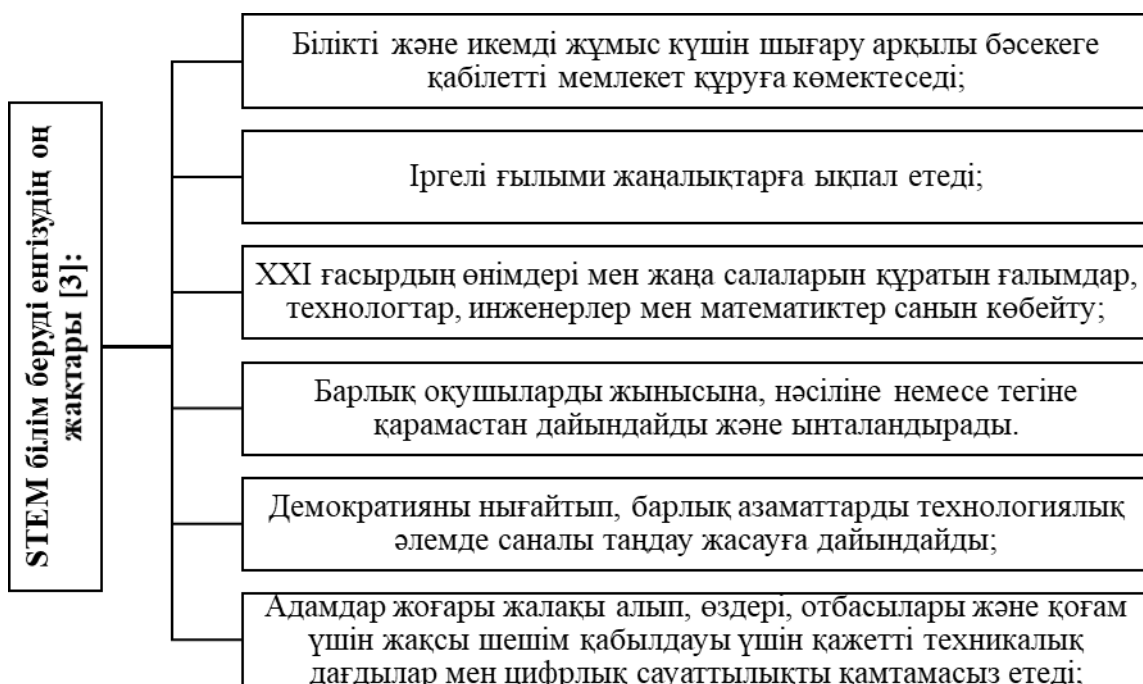 STEM білім беруді енгізудің оң
жақтары [3]:
Білікті және икемді жұмыс күшін шығару арқылы бәсекеге
қабілетті мемлекет құруға көмектеседі;
Іргелі ғылыми жаңалықтарға ықпал етеді;
XXI ғасырдың өнімдері мен жаңа салаларын құратын ғалымдар,
технологтар, инженерлер мен математиктер санын көбейту;
Барлық оқушыларды жынысына, нәсіліне немесе тегіне
қарамастан дайындайды және ынталандырады.
Демократияны нығайтып, барлық азаматтарды технологиялық
әлемде саналы таңдау жасауға дайындайды;
Адамдар жоғары жалақы алып, өздері, отбасылары және қоғам
үшін жақсы шешім қабылдауы үшін қажетті техникалық
дағдылар мен цифрлық сауаттылықты қамтамасыз етеді;